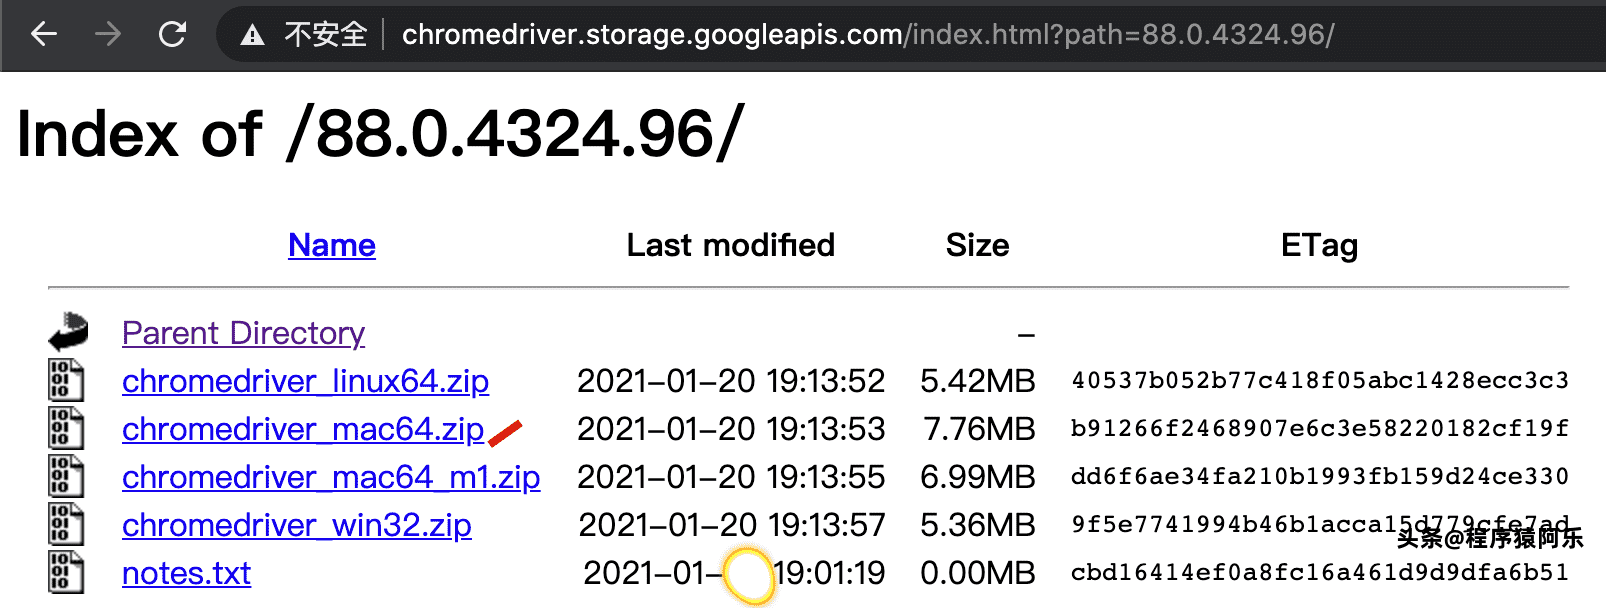 不安全 chromedriver.storage.googleapis.com/index.html?path=88.0.4324.96/
Index of /88.0.4324.96/
Name Last modified Size ETag
Parent Directory -
chromedriver_linux64.zip 2021-01-20 19:13:52 5.42MB 40537b052b77c418f05abc1428ecc3c3
chromedriver_mac64.zip 2021-01-20 19:13:53 7.76MB b91266f2468907e6c3e58220182cf19f
chromedriver_mac64_m1.zip 2021-01-20 19:13:55 6.99MB dd6f6ae34fa210b1993fb159d24ce330
chromedriver_win32.zip 2021-01-20 19:13:57 5.36MB 9f5e7741994b46b1acca15d779cfe7ad
头条@程序猿阿乐
notes.txt 2021-01- 19:01:19 0.00MB cbd16414ef0a8fc16a461d9d9dfa6b51